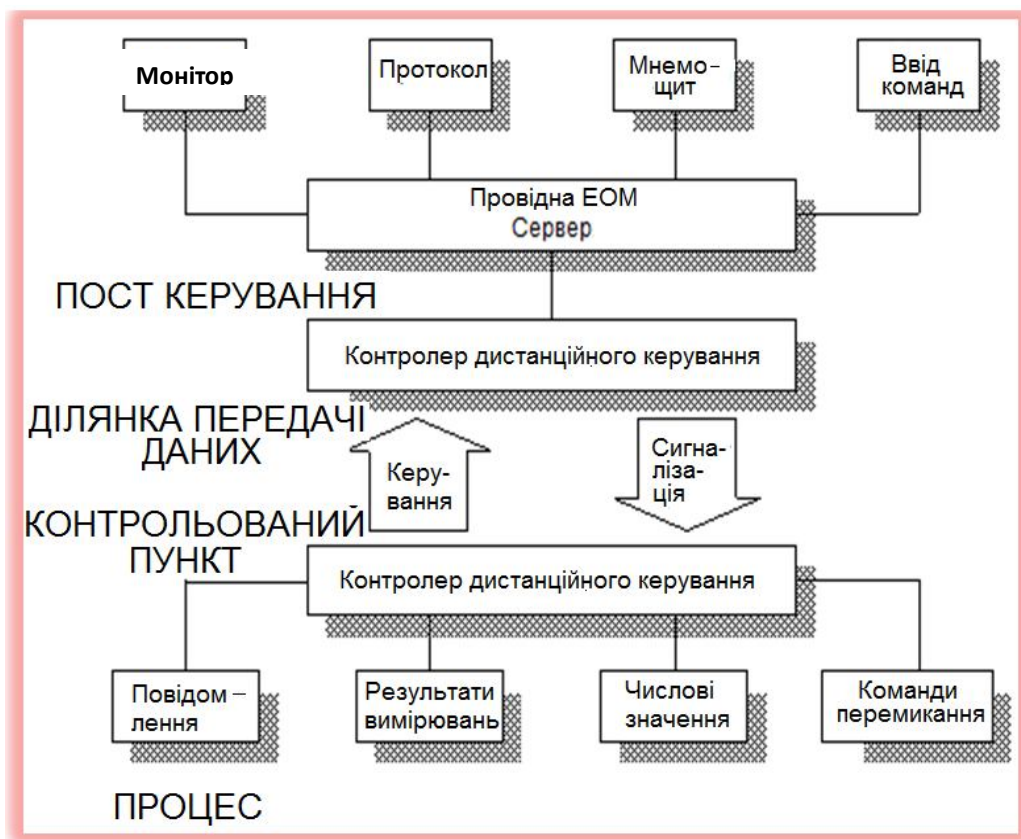 Монітор
Протокол
Мнемо-
щит
Ввід
команд
Провідна ЕОМ
Сервер
ПОСТ КЕРУВАННЯ
Контролер дистанційного керування
ДІЛЯНКА ПЕРЕДАЧІ
ДАНИХ
Керу-
вання
Сигна-
ліза-
ція
КОНТРОЛЬОВАНИЙ
ПУНКТ
Контролер дистанційного керування
Повідом –
лення
Результати
вимірювань
Числові
значення
Команди
перемикання
ПРОЦЕС